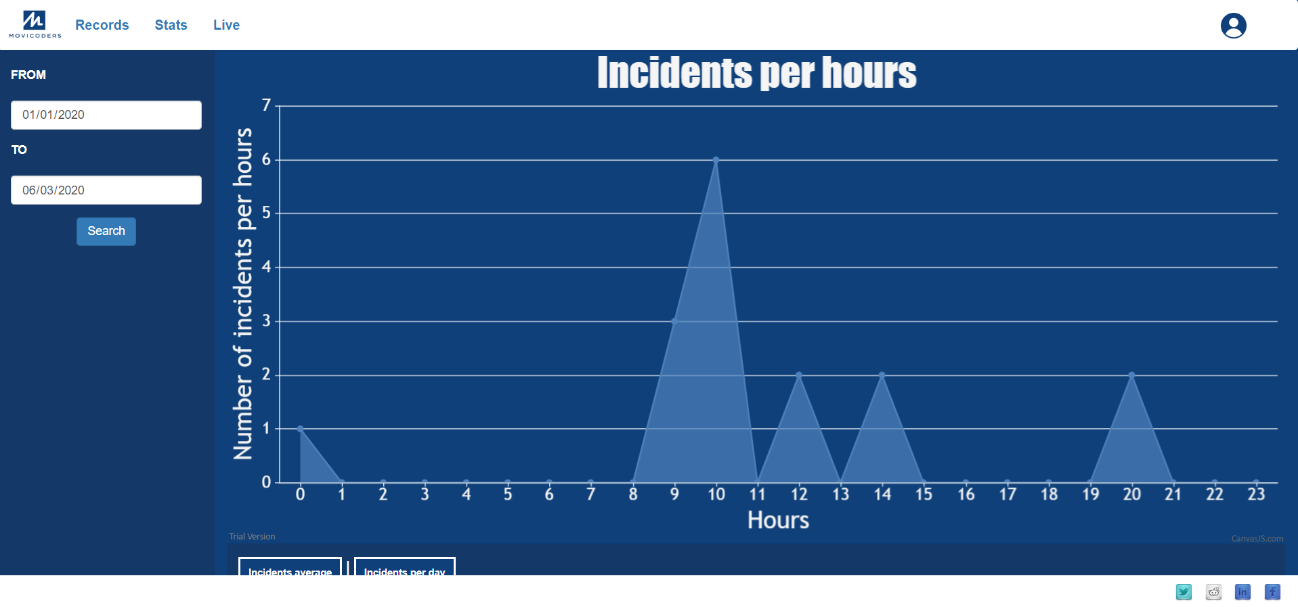 Records Stats Live
MOVICODERS
FROM
01/01/2020
TO
06/03/2020
Search
Incidents per hours
Number of incidents per hours
7
6
5
4
3
2
1
0
0 1 2 3 4 5 6 7 8 9 10 11 12 13 14 15 16 17 18 19 20 21 22 23
Hours
Trial Version
CanvasJS.com
Incidents average | Incidents per day